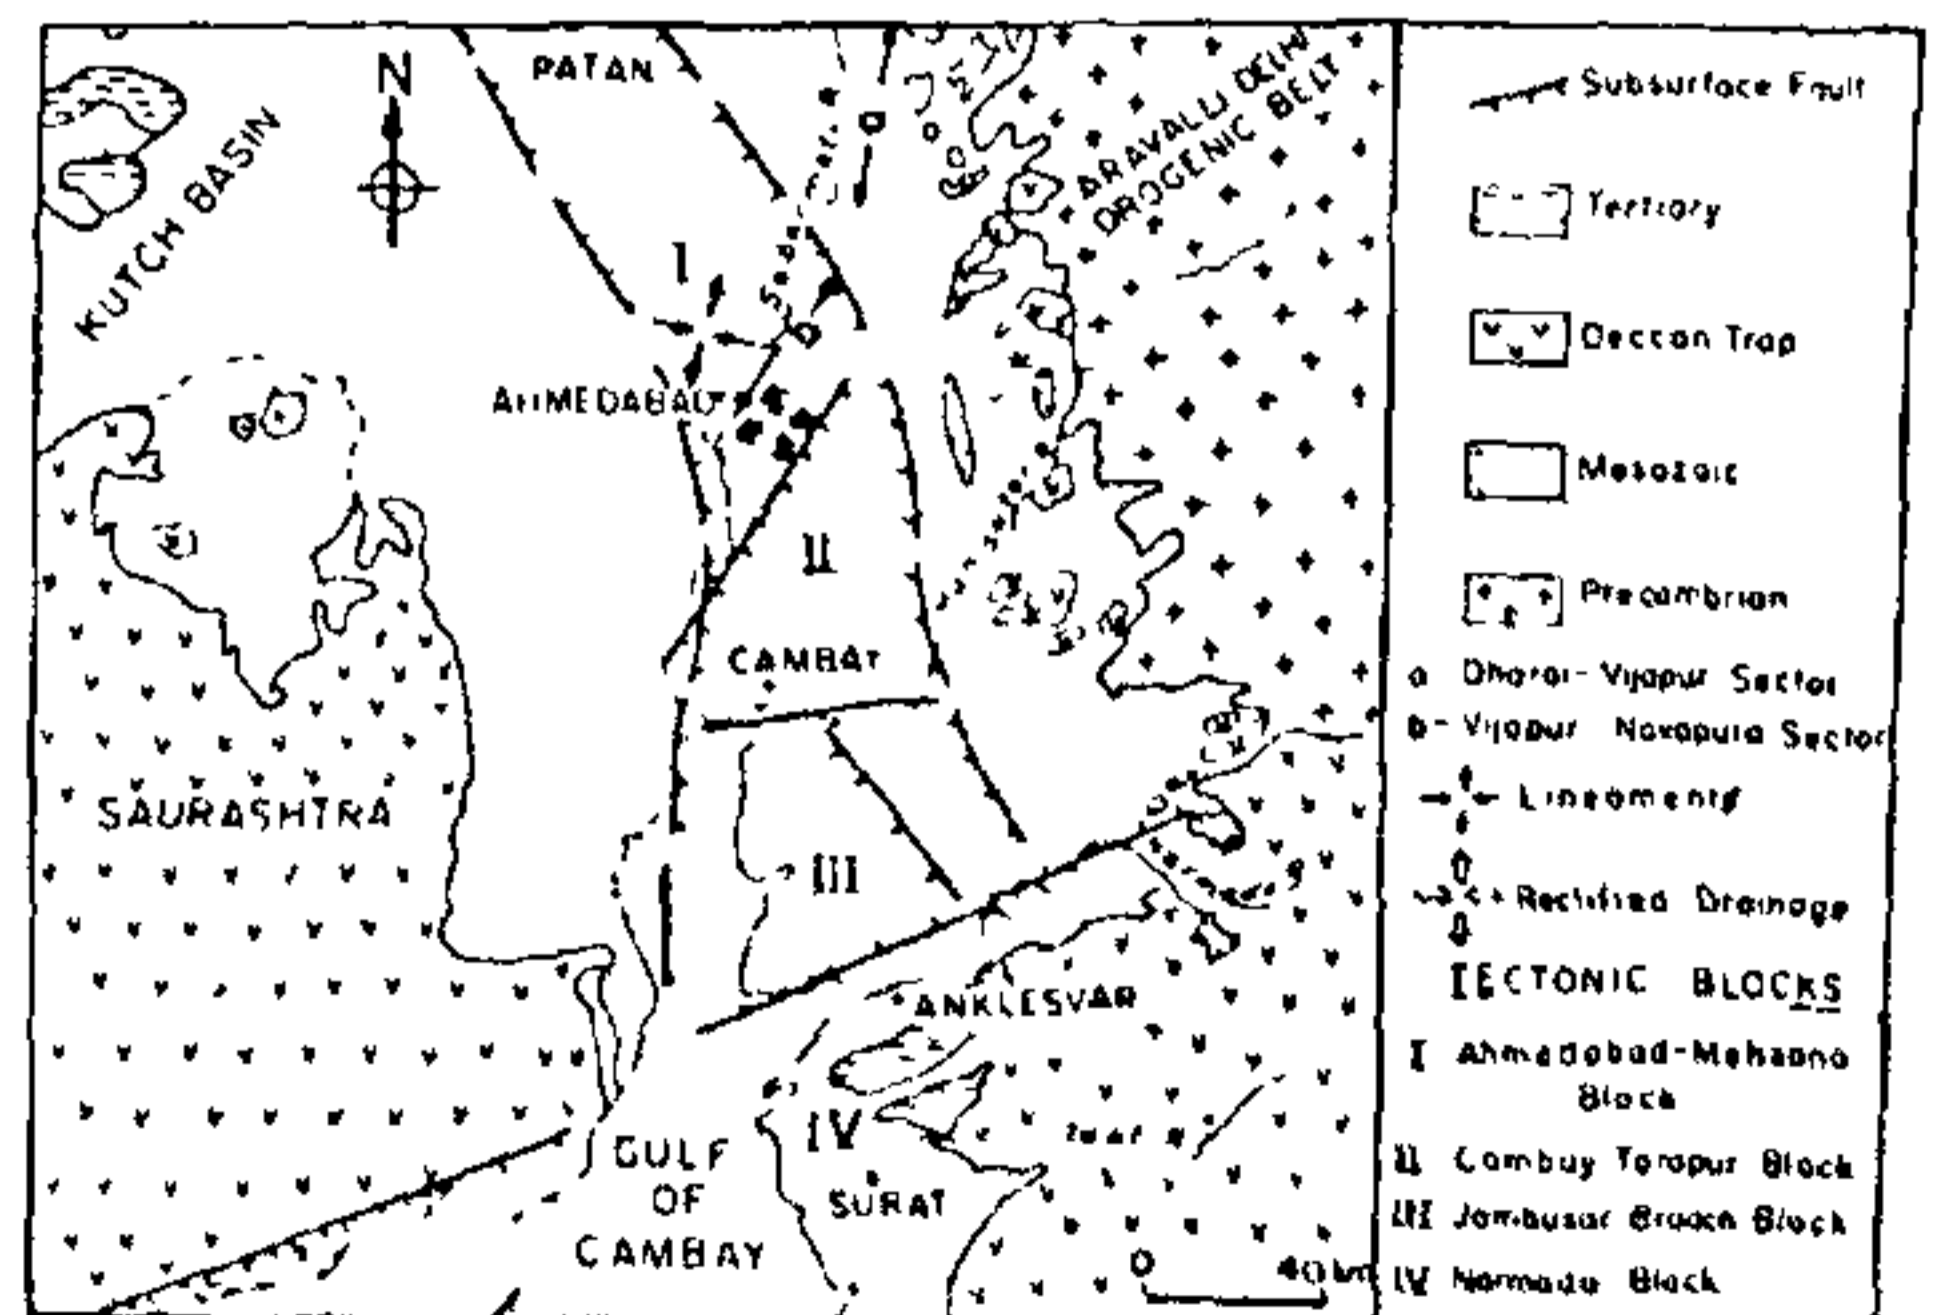 PATAN
N
KUTCH BASIN
ARAVALLI DELHI
OROGENIC BELT
a
I
b
AHMEDABAD
II
CAMBAY
SAURASHTRA
III
ANKLESVAR
IV
GULF
OF
CAMBAY
SURAT
0 40 km
Subsurface Fault
Tertiary
Deccan Trap
Mesozoic
Precambrian
a Dharoi-Vijapur Sector
b- Vijapur Navapura Sector
Lineaments
Rectified Drainage
TECTONIC BLOCKS
I Ahmedabad-Mehsana
Block
II Cambay Tarapur Block
III Jambusar Broach Block
IV Narmada Block